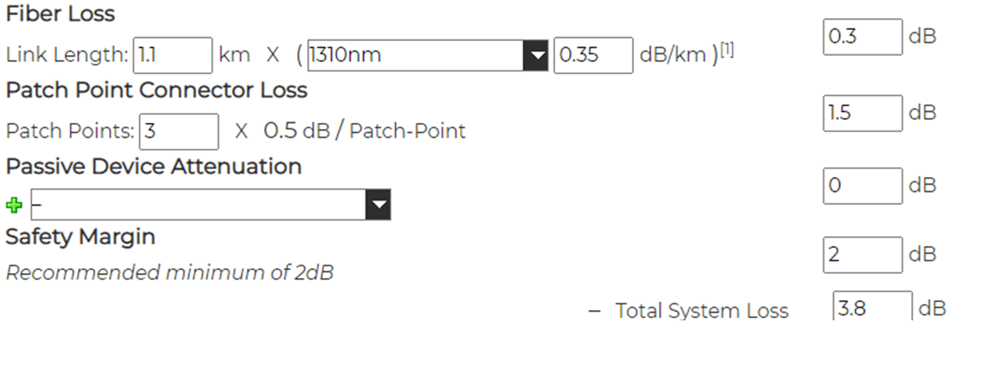 Fiber Loss
0.3 dB
Link Length: 1.1 km X ( 1310nm 0.35 dB/km )[1]
Patch Point Connector Loss
1.5 dB
Patch Points: 3 X 0.5 dB / Patch-Point
Passive Device Attenuation
0 dB
–
Safety Margin
2 dB
Recommended minimum of 2dB
– Total System Loss 3.8 dB